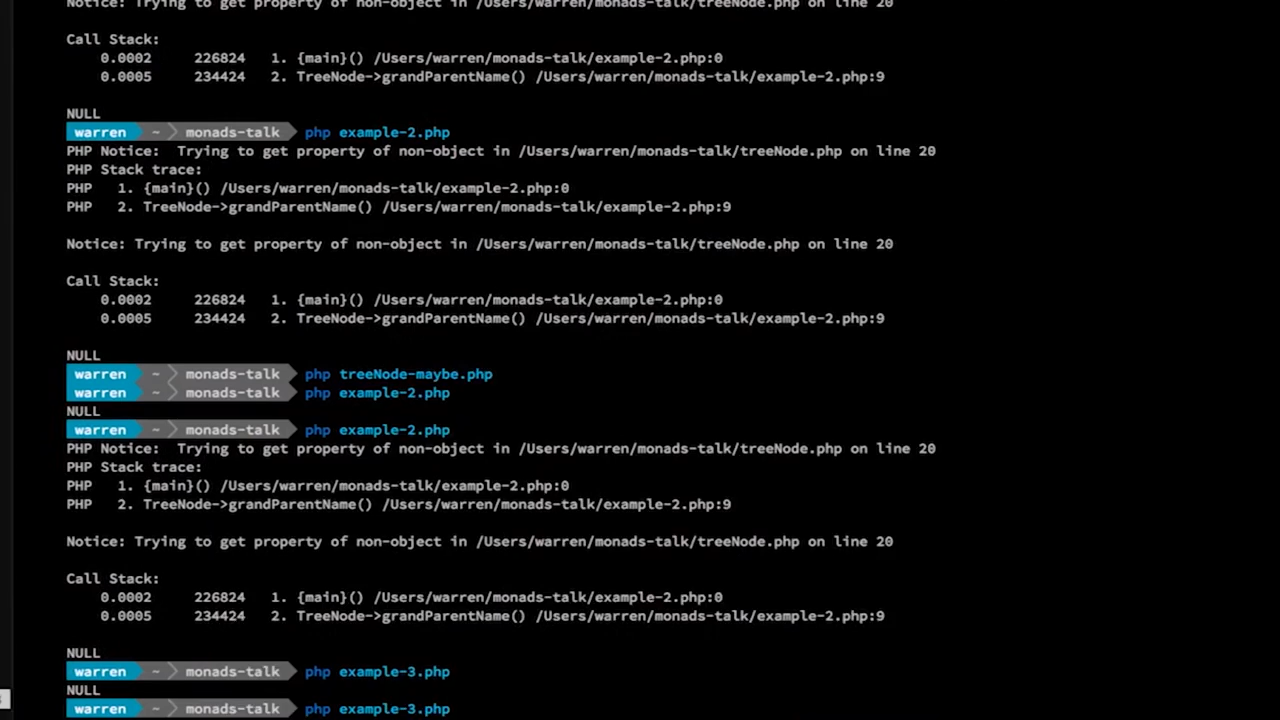 Notice: Trying to get property of non-object in /Users/warren/monads-talk/treeNode.php on line 20
Call Stack:
0.0002 226824 1. {main}() /Users/warren/monads-talk/example-2.php:0
0.0005 234424 2. TreeNode->grandParentName() /Users/warren/monads-talk/example-2.php:9
NULL
warren ~ monads-talk php example-2.php
PHP Notice:  Trying to get property of non-object in /Users/warren/monads-talk/treeNode.php on line 20
PHP Stack trace:
PHP 1. {main}() /Users/warren/monads-talk/example-2.php:0
PHP 2. TreeNode->grandParentName() /Users/warren/monads-talk/example-2.php:9
Notice: Trying to get property of non-object in /Users/warren/monads-talk/treeNode.php on line 20
Call Stack:
0.0002 226824 1. {main}() /Users/warren/monads-talk/example-2.php:0
0.0005 234424 2. TreeNode->grandParentName() /Users/warren/monads-talk/example-2.php:9
NULL
warren ~ monads-talk php treeNode-maybe.php
warren ~ monads-talk php example-2.php
NULL
warren ~ monads-talk php example-2.php
PHP Notice:  Trying to get property of non-object in /Users/warren/monads-talk/treeNode.php on line 20
PHP Stack trace:
PHP 1. {main}() /Users/warren/monads-talk/example-2.php:0
PHP 2. TreeNode->grandParentName() /Users/warren/monads-talk/example-2.php:9
Notice: Trying to get property of non-object in /Users/warren/monads-talk/treeNode.php on line 20
Call Stack:
0.0002 226824 1. {main}() /Users/warren/monads-talk/example-2.php:0
0.0005 234424 2. TreeNode->grandParentName() /Users/warren/monads-talk/example-2.php:9
NULL
warren ~ monads-talk php example-3.php
NULL
warren ~ monads-talk php example-3.php